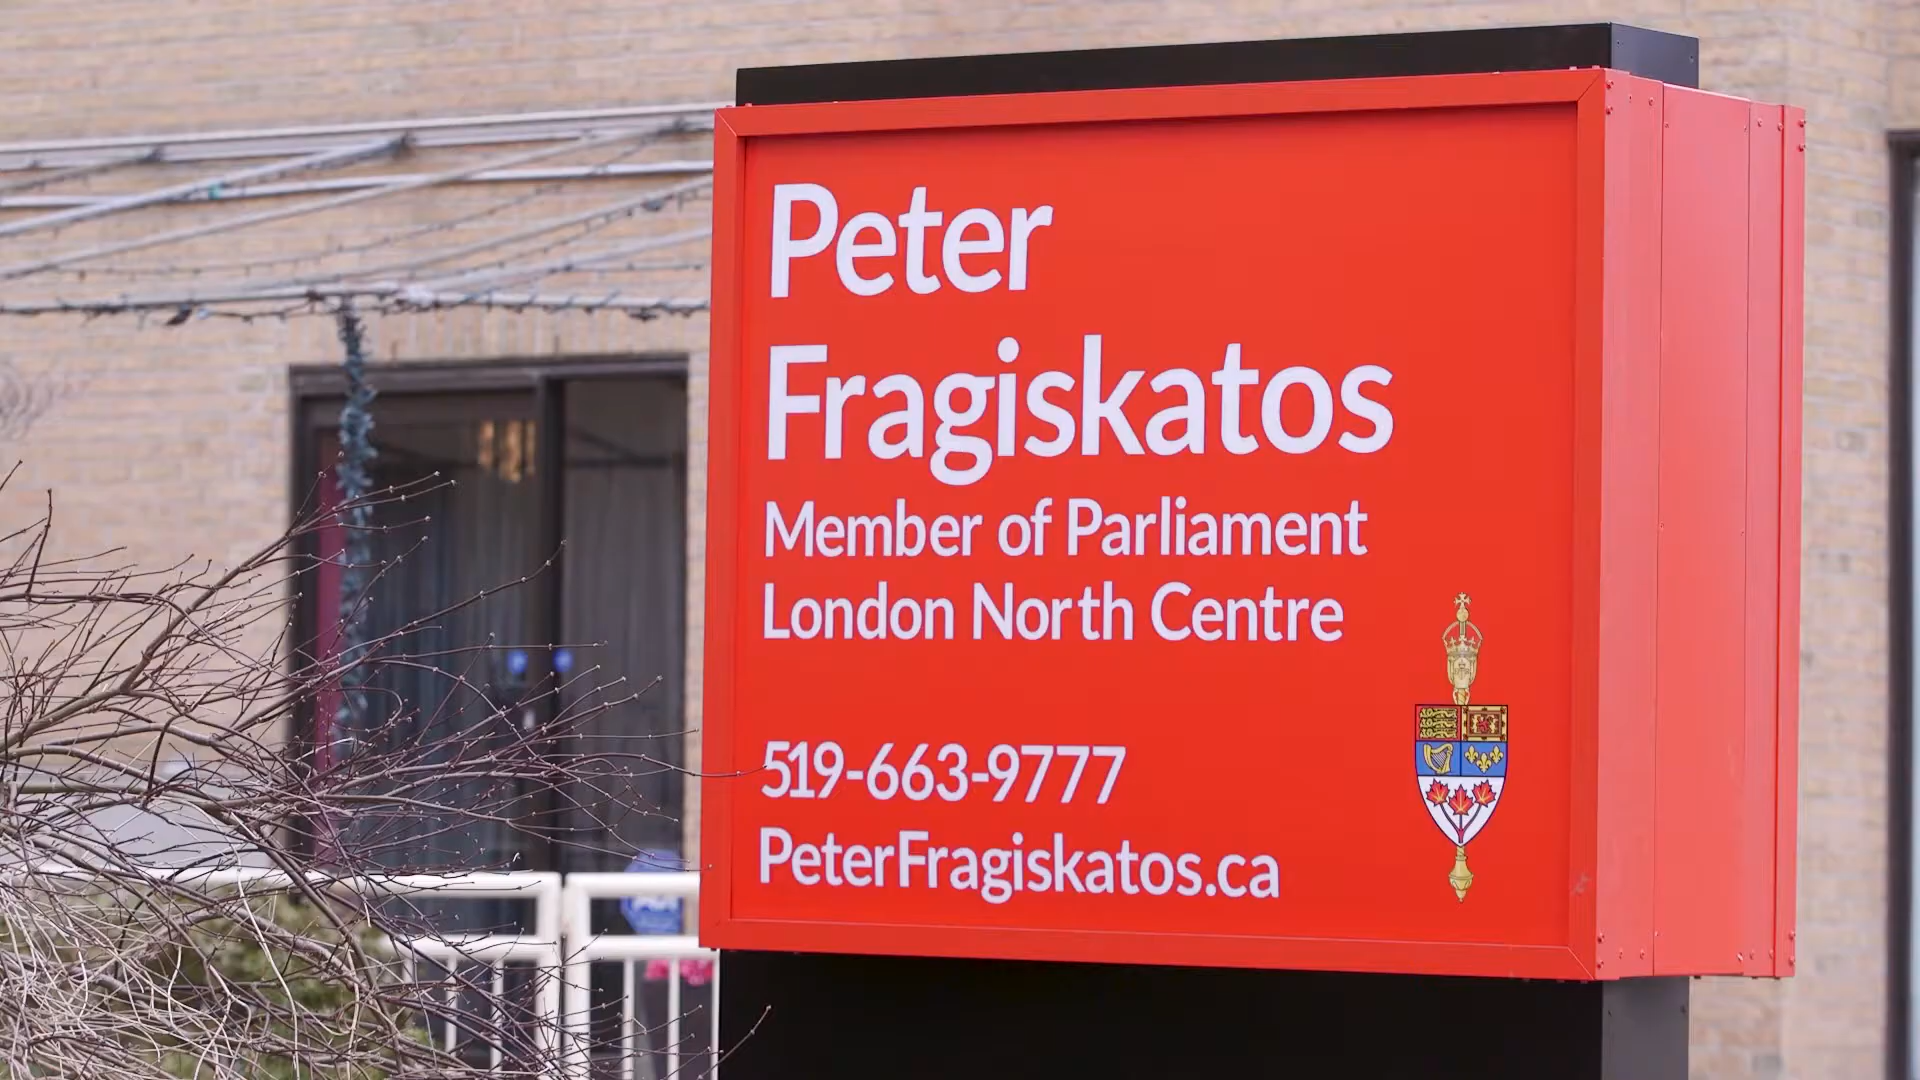 Peter
Fragiskatos
Member of Parliament
London North Centre
519-663-9777
PeterFragiskatos.ca